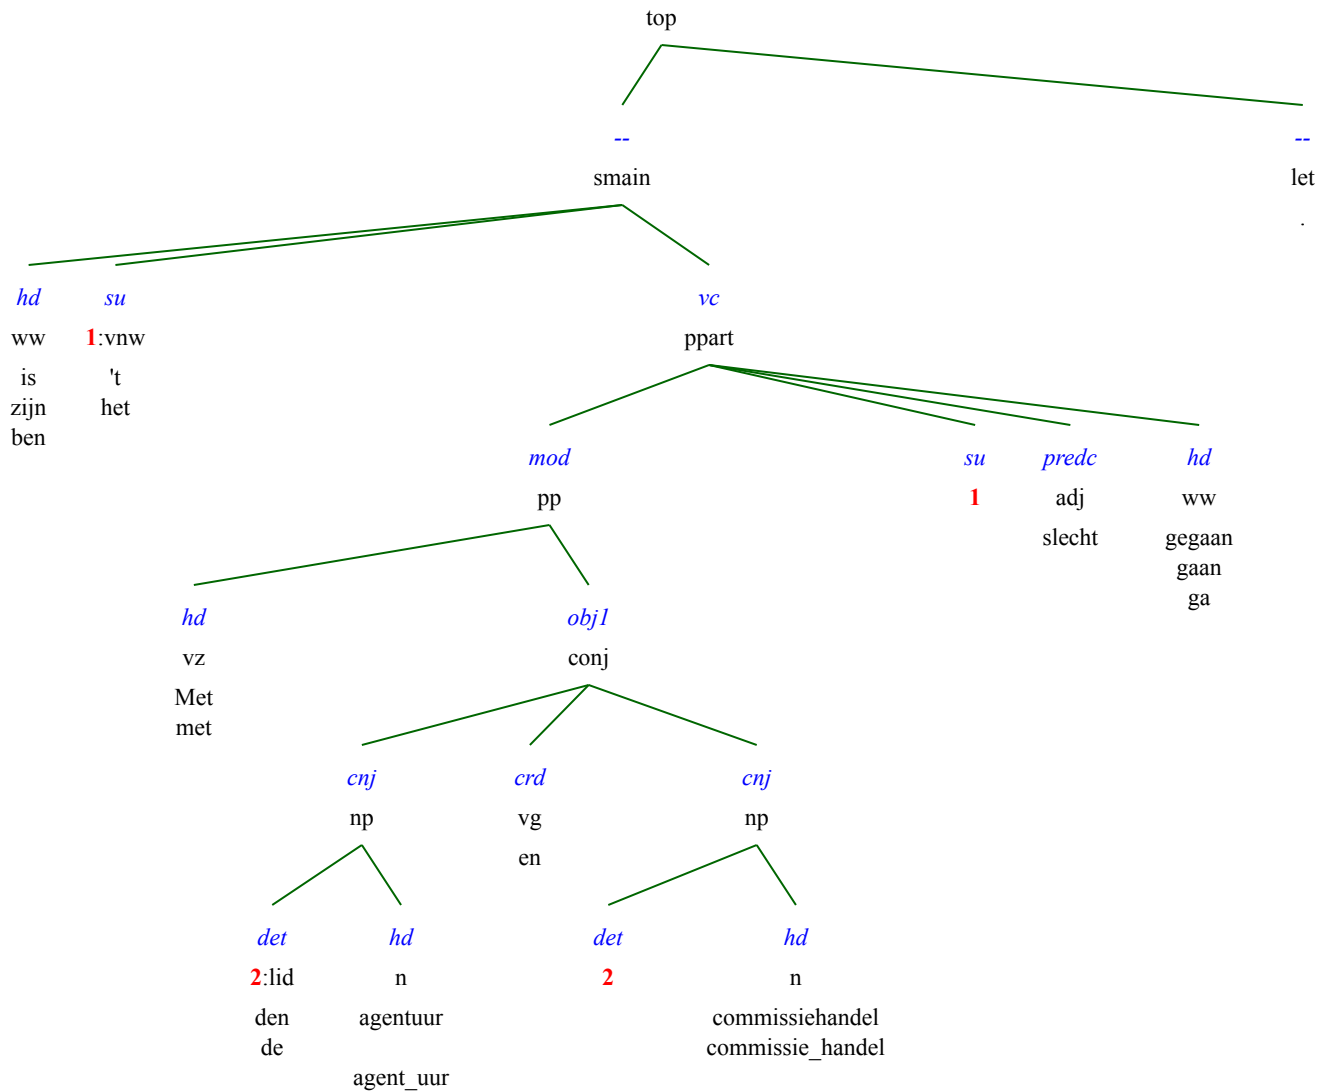 top
-- --
smain let
.
hd su vc
ww 1:vnw ppart
is 't
zijn het
ben
mod su predc hd
pp 1 adj ww
slecht gegaan
gaan
ga
hd obj1
vz conj
Met
met
cnj crd cnj
np vg np
en
det hd det hd
2:lid n 2 n
den agentuur commissiehandel
de commissie_handel
agent_uur